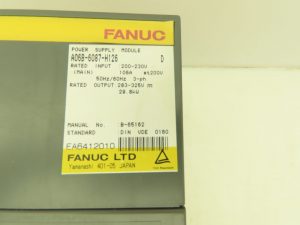 FANUC
POWER SUPPLY MODULE
A06B-6087-H126 D
RATED INPUT 200-230V
(MAIN) 108A at200V
50Hz/60Hz 3-ph
RATED OUTPUT 283-325V
29.8kW
MANUAL No. B-65162
STANDARD DIN VDE 0160
EA6412010
FANUC LTD
Yamanashi 401-05 JAPAN